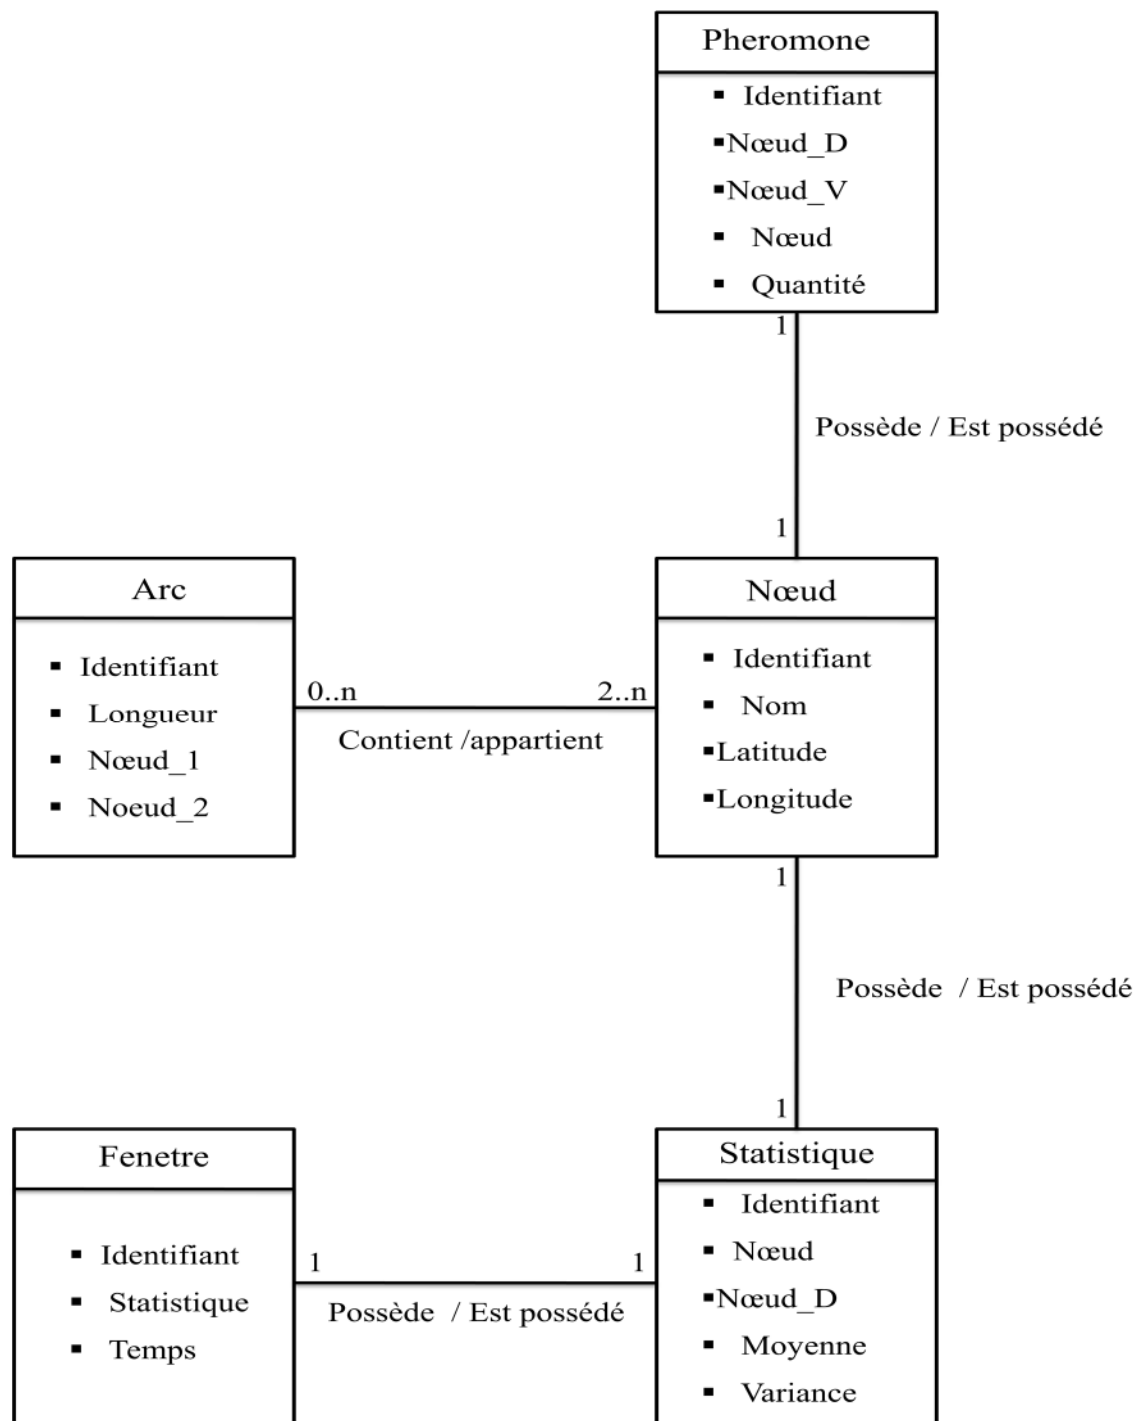 Pheromone
▪ Identifiant
▪Nœud_D
▪Nœud_V
▪ Nœud
▪ Quantité
1
Possède / Est possédé
1
Arc
▪ Identifiant
▪ Longueur
▪ Nœud_1
▪ Noeud_2
0..n
2..n
Contient /appartient
Nœud
▪ Identifiant
▪ Nom
▪Latitude
▪Longitude
1
Possède / Est possédé
1
Fenetre
▪ Identifiant
▪ Statistique
▪ Temps
1
1
Possède / Est possédé
Statistique
▪ Identifiant
▪ Nœud
▪Nœud_D
▪ Moyenne
▪ Variance